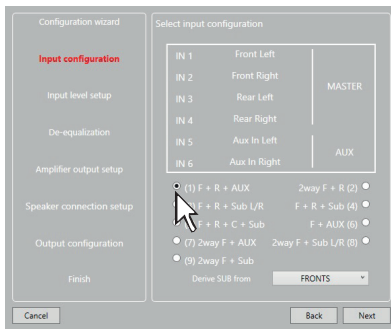 Configuration wizard
Input configuration
Input level setup
De-equalization
Amplifier output setup
Speaker connection setup
Output configuration
Finish
Select input configuration
IN 1 Front Left
IN 2 Front Right
IN 3 Rear Left
IN 4 Rear Right
MASTER
IN 5 Aux In Left
IN 6 Aux In Right
AUX
(1) F + R + AUX 2way F + R (2)
F + R + Sub L/R F + R + Sub (4)
F + R + C + Sub F + AUX (6)
(7) 2way F + AUX 2way F + Sub L/R (8)
(9) 2way F + Sub
Derive SUB from FRONTS
Cancel Back Next